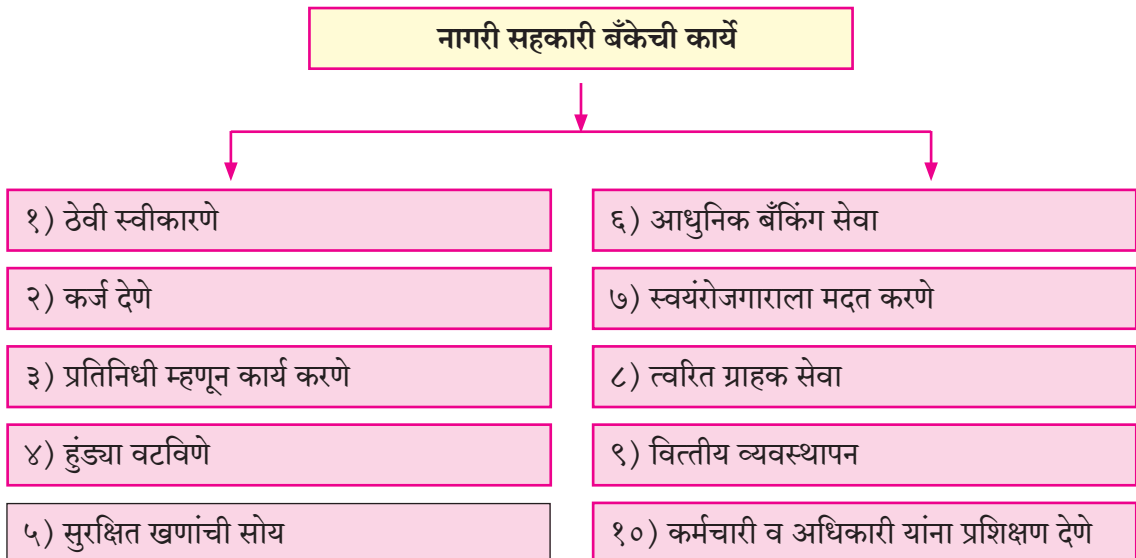 नागरी सहकारी बँकेची कार्ये
१) ठेवी स्वीकारणे
२) कर्ज देणे
३) प्रतिनिधी म्हणून कार्य करणे
४) हुंड्या वटविणे
५) सुरक्षित खणांची सोय
६) आधुनिक बँकिंग सेवा
७) स्वयंरोजगाराला मदत करणे
८) त्वरित ग्राहक सेवा
९) वित्तीय व्यवस्थापन
१०) कर्मचारी व अधिकारी यांना प्रशिक्षण देणे